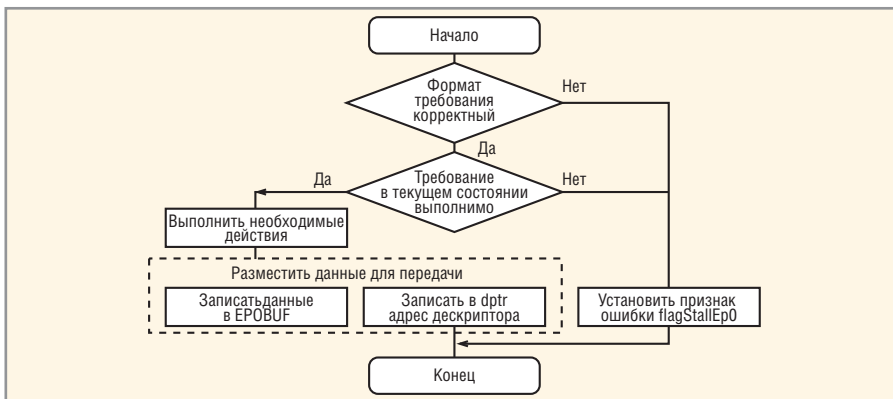 Начало
Формат
требования
корректный
Нет
Да
Требование
в текущем состоянии
выполнимо
Да
Нет
Выполнить необходимые
действия
Разместить данные для передачи
Записатьданные
в EPOBUF
Записать в dptr
адрес дескриптора
Установить признак
ошибки flagStallEp0
Конец